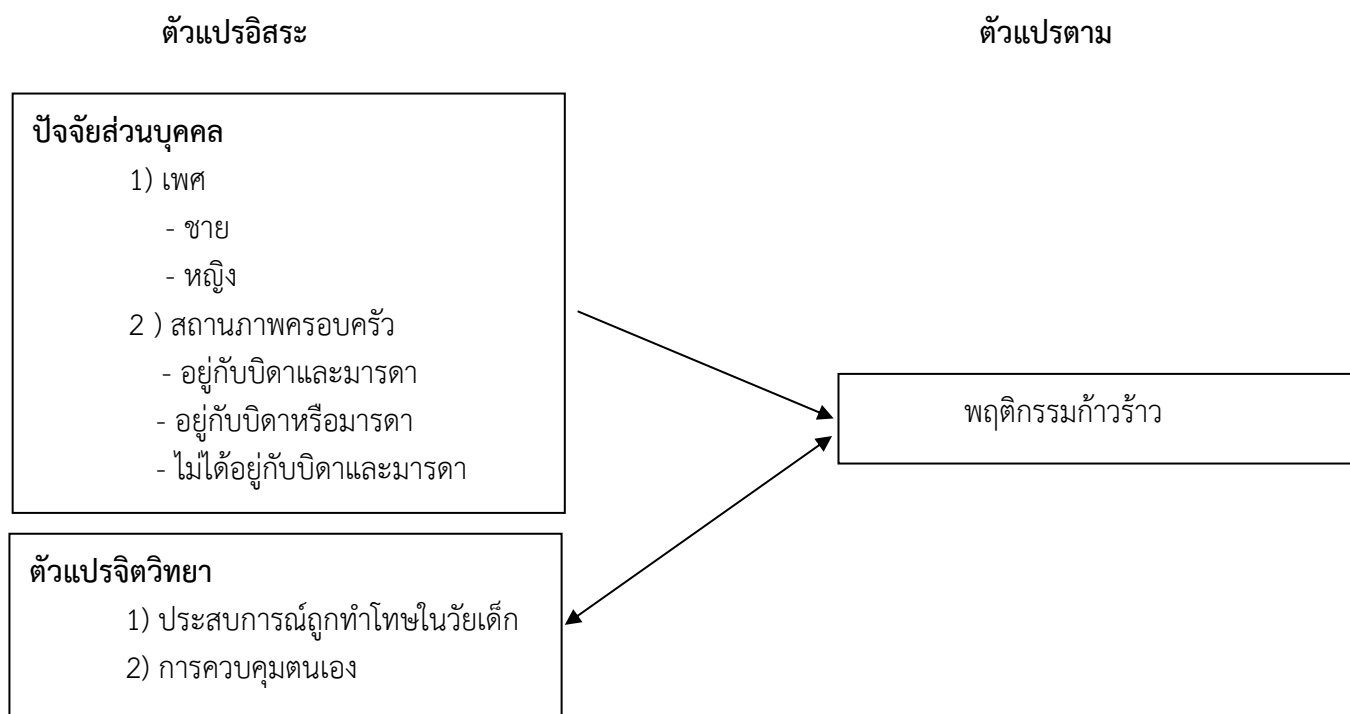 ตัวแปรอิสระ
ตัวแปรตาม
ปัจจัยส่วนบุคคล
1) เพศ
- ชาย
- หญิง
2 ) สถานภาพครอบครัว
- อยู่กับบิดาและมารดา
- อยู่กับบิดาหรือมารดา
- ไม่ได้อยู่กับบิดาและมารดา
พฤติกรรมก้าวร้าว
ตัวแปรจิตวิทยา
1) ประสบการณ์ถูกทำโทษในวัยเด็ก
2) การควบคุมตนเอง